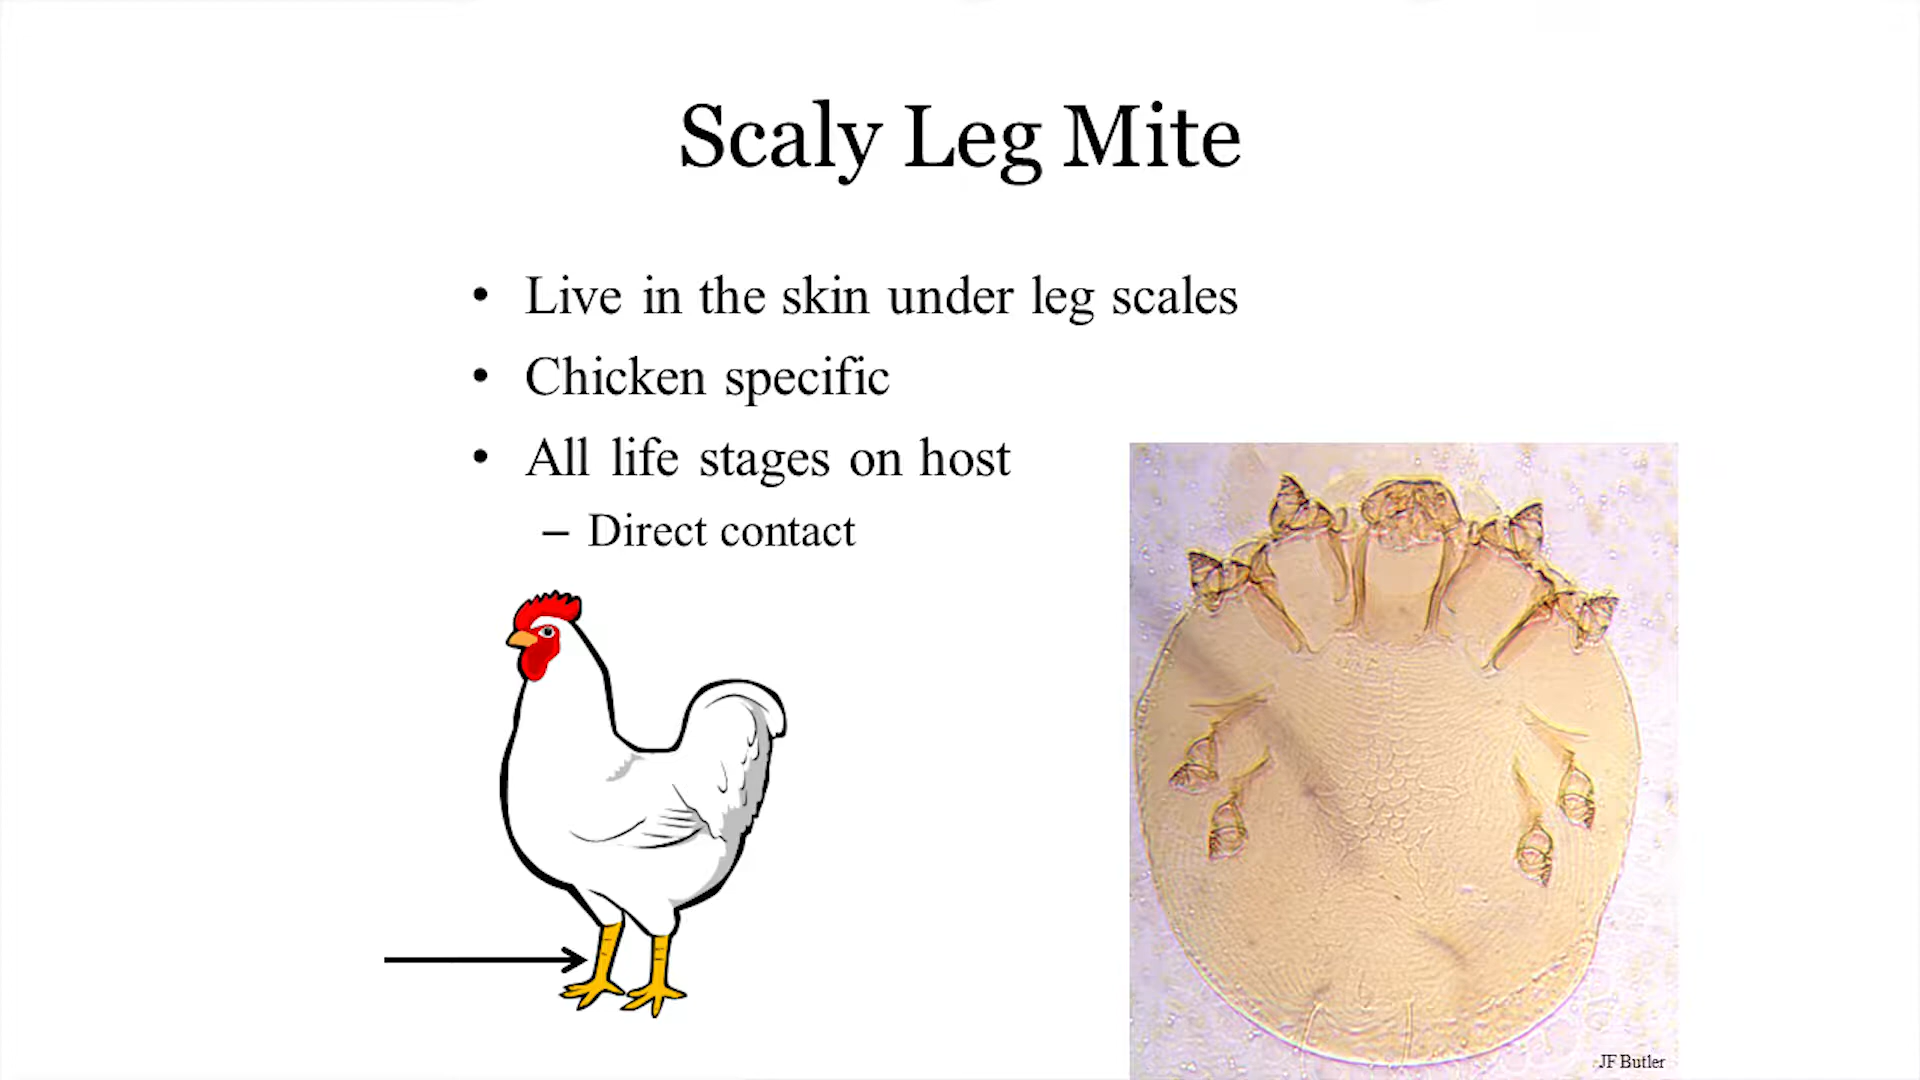 Scaly Leg Mite
• Live in the skin under leg scales
• Chicken specific
• All life stages on host
– Direct contact
JF Butler